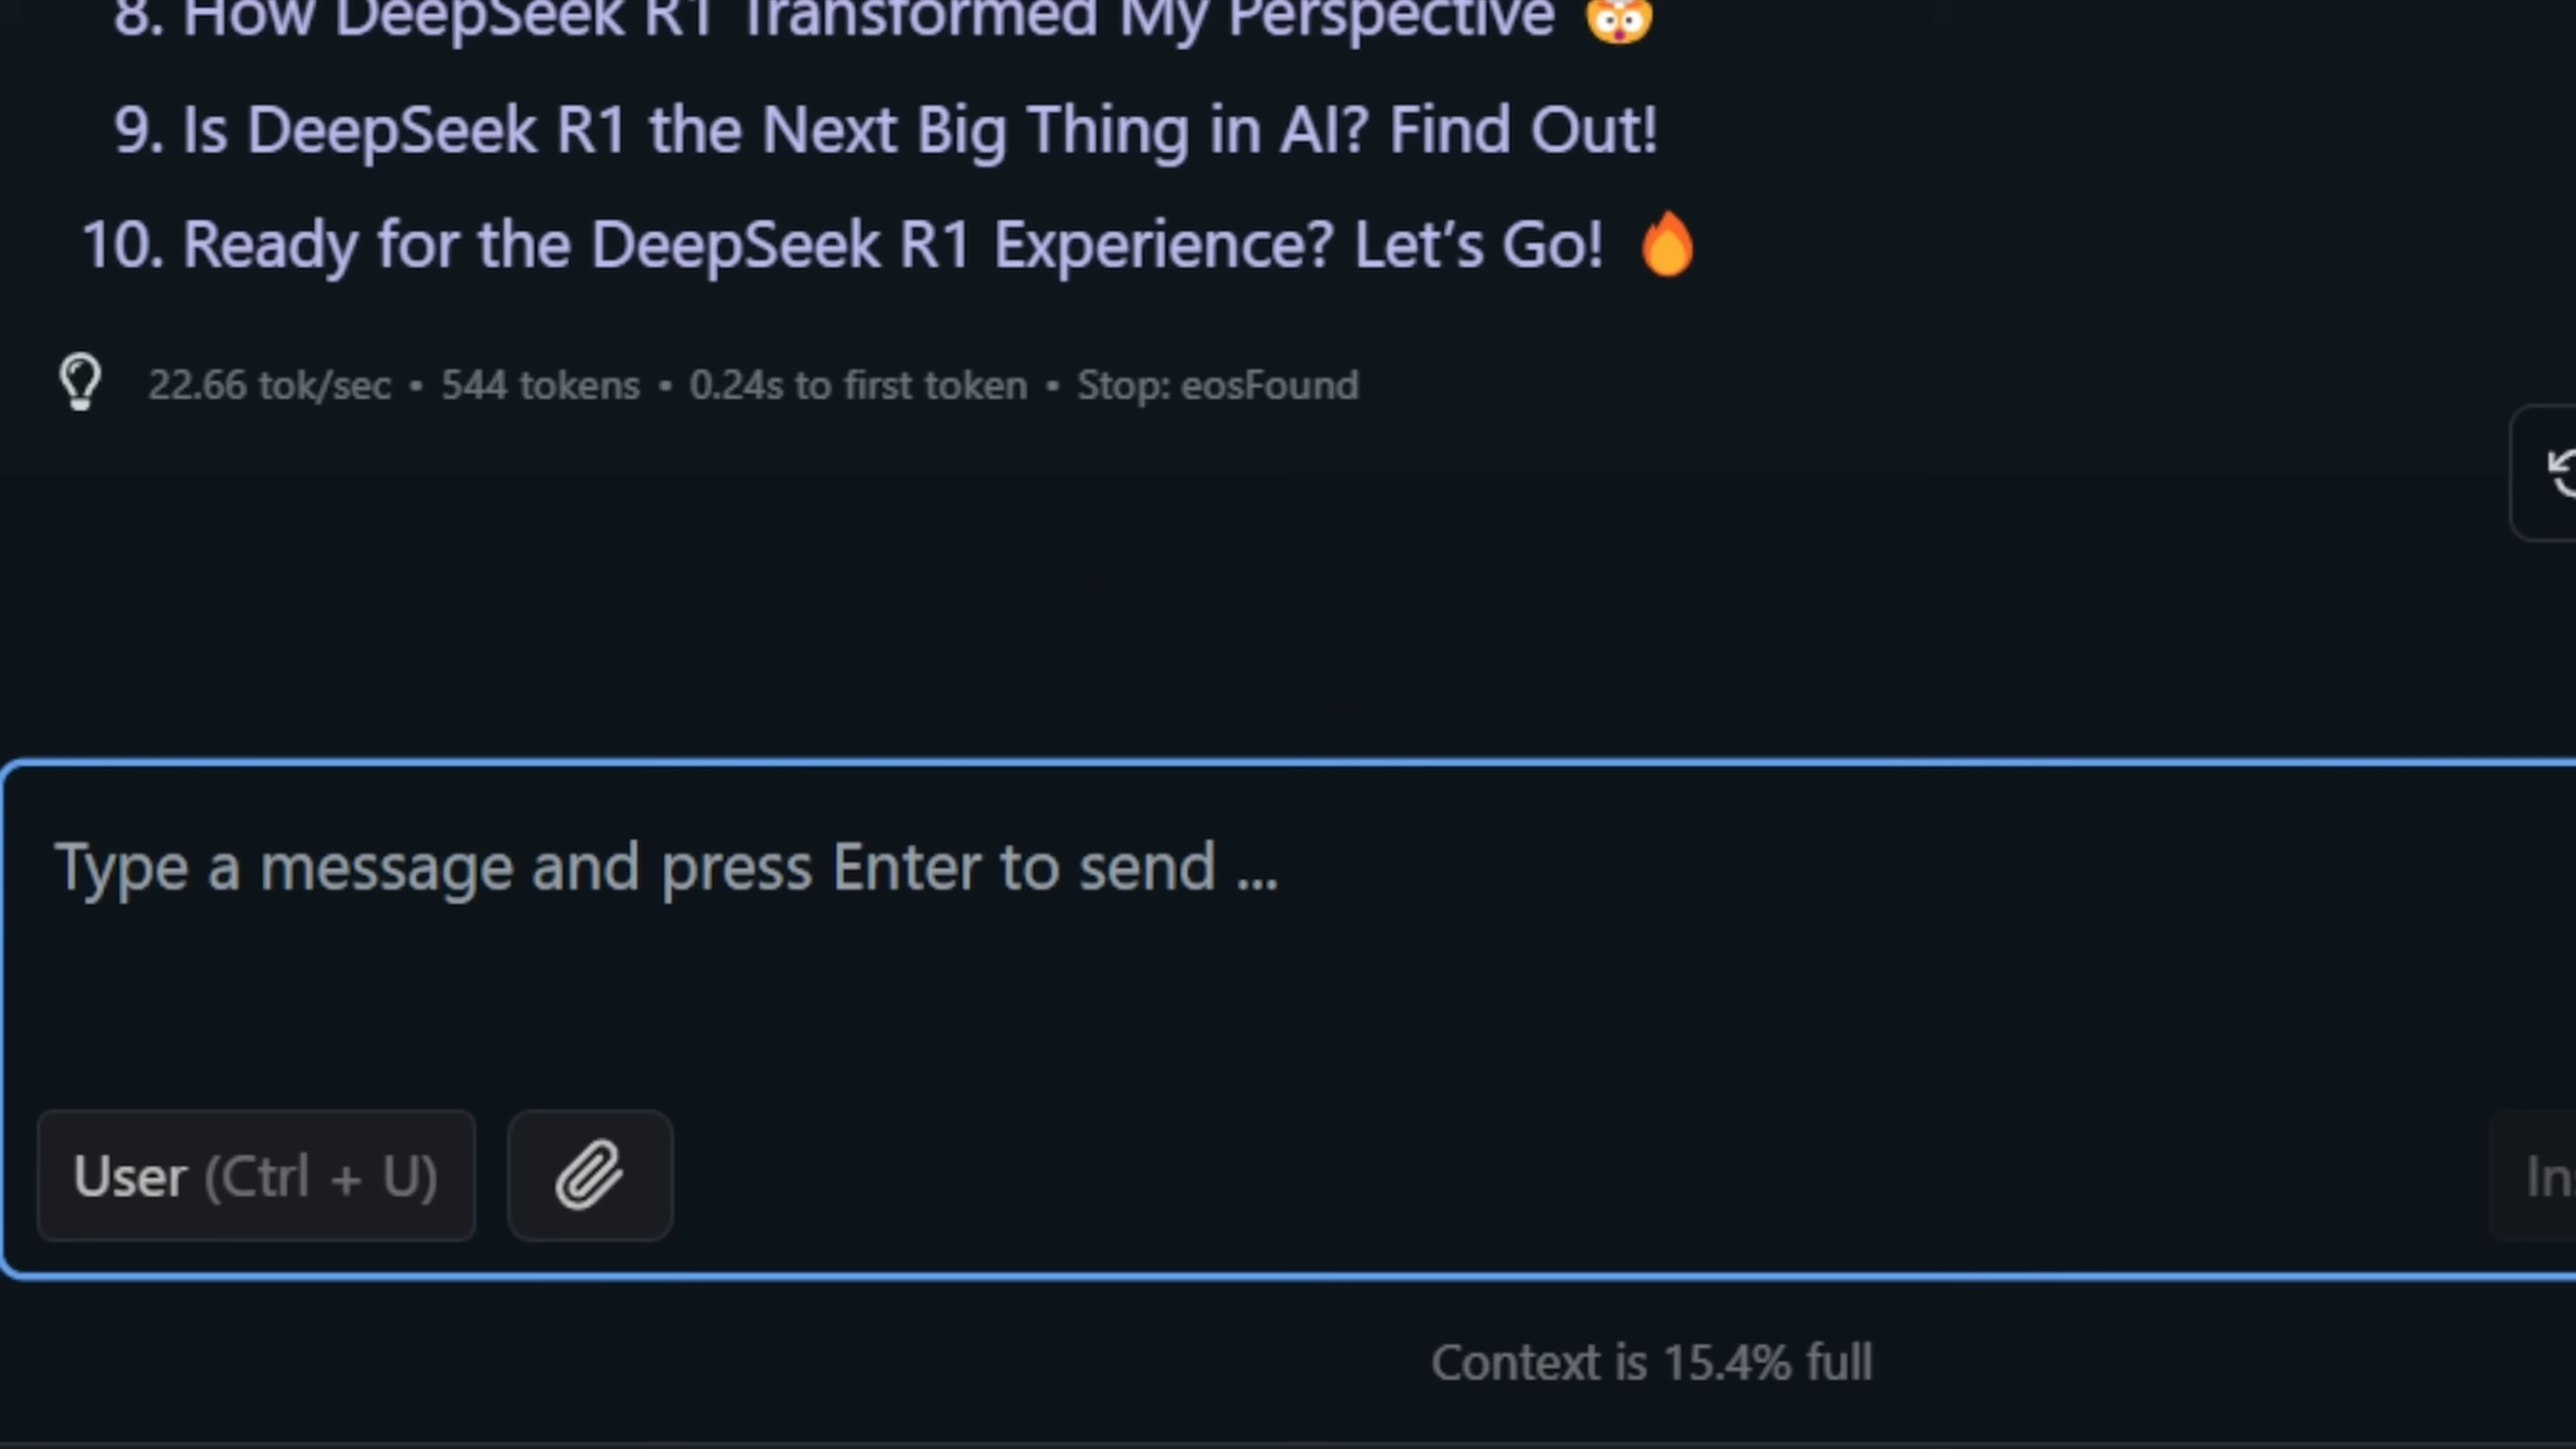 8. How DeepSeek R1 Transformed My Perspective 🤯
9. Is DeepSeek R1 the Next Big Thing in AI? Find Out!
10. Ready for the DeepSeek R1 Experience? Let’s Go! 🔥
22.66 tok/sec • 544 tokens • 0.24s to first token • Stop: eosFound
Type a message and press Enter to send ...
User (Ctrl + U)
Context is 15.4% full